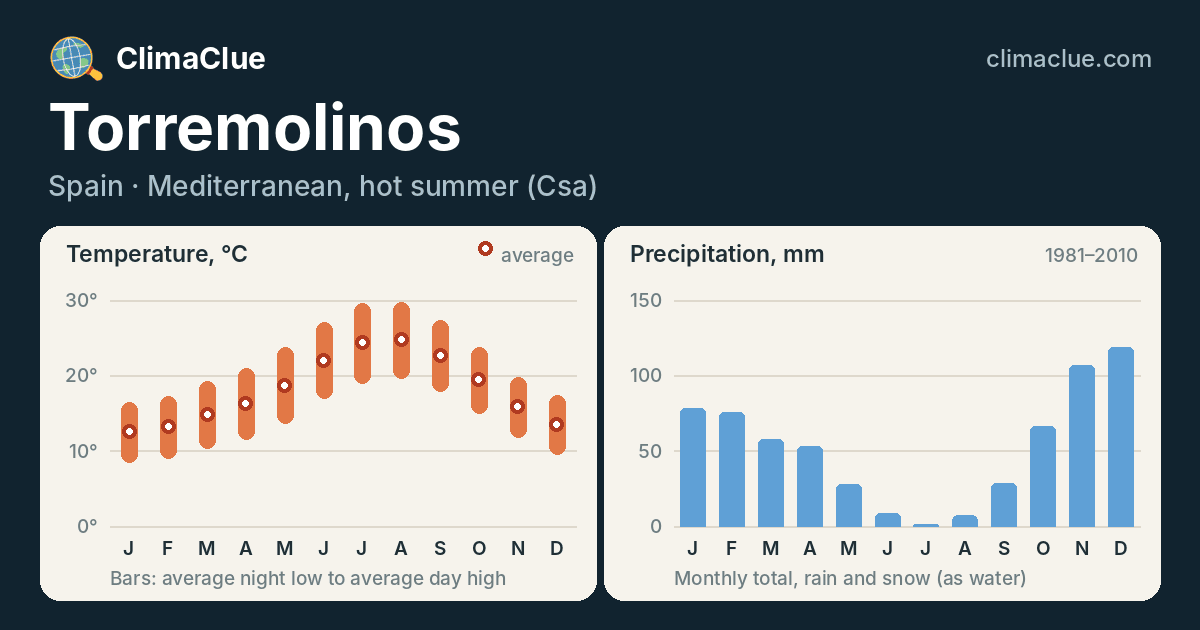 ClimaClue
climaclue.com
Torremolinos
Spain · Mediterranean, hot summer (Csa)
Temperature, °C
average
30°
20°
10°
0°
J F M A M J J A S O N D
Bars: average night low to average day high
Precipitation, mm
1981–2010
150
100
50
0
J F M A M J J A S O N D
Monthly total, rain and snow (as water)